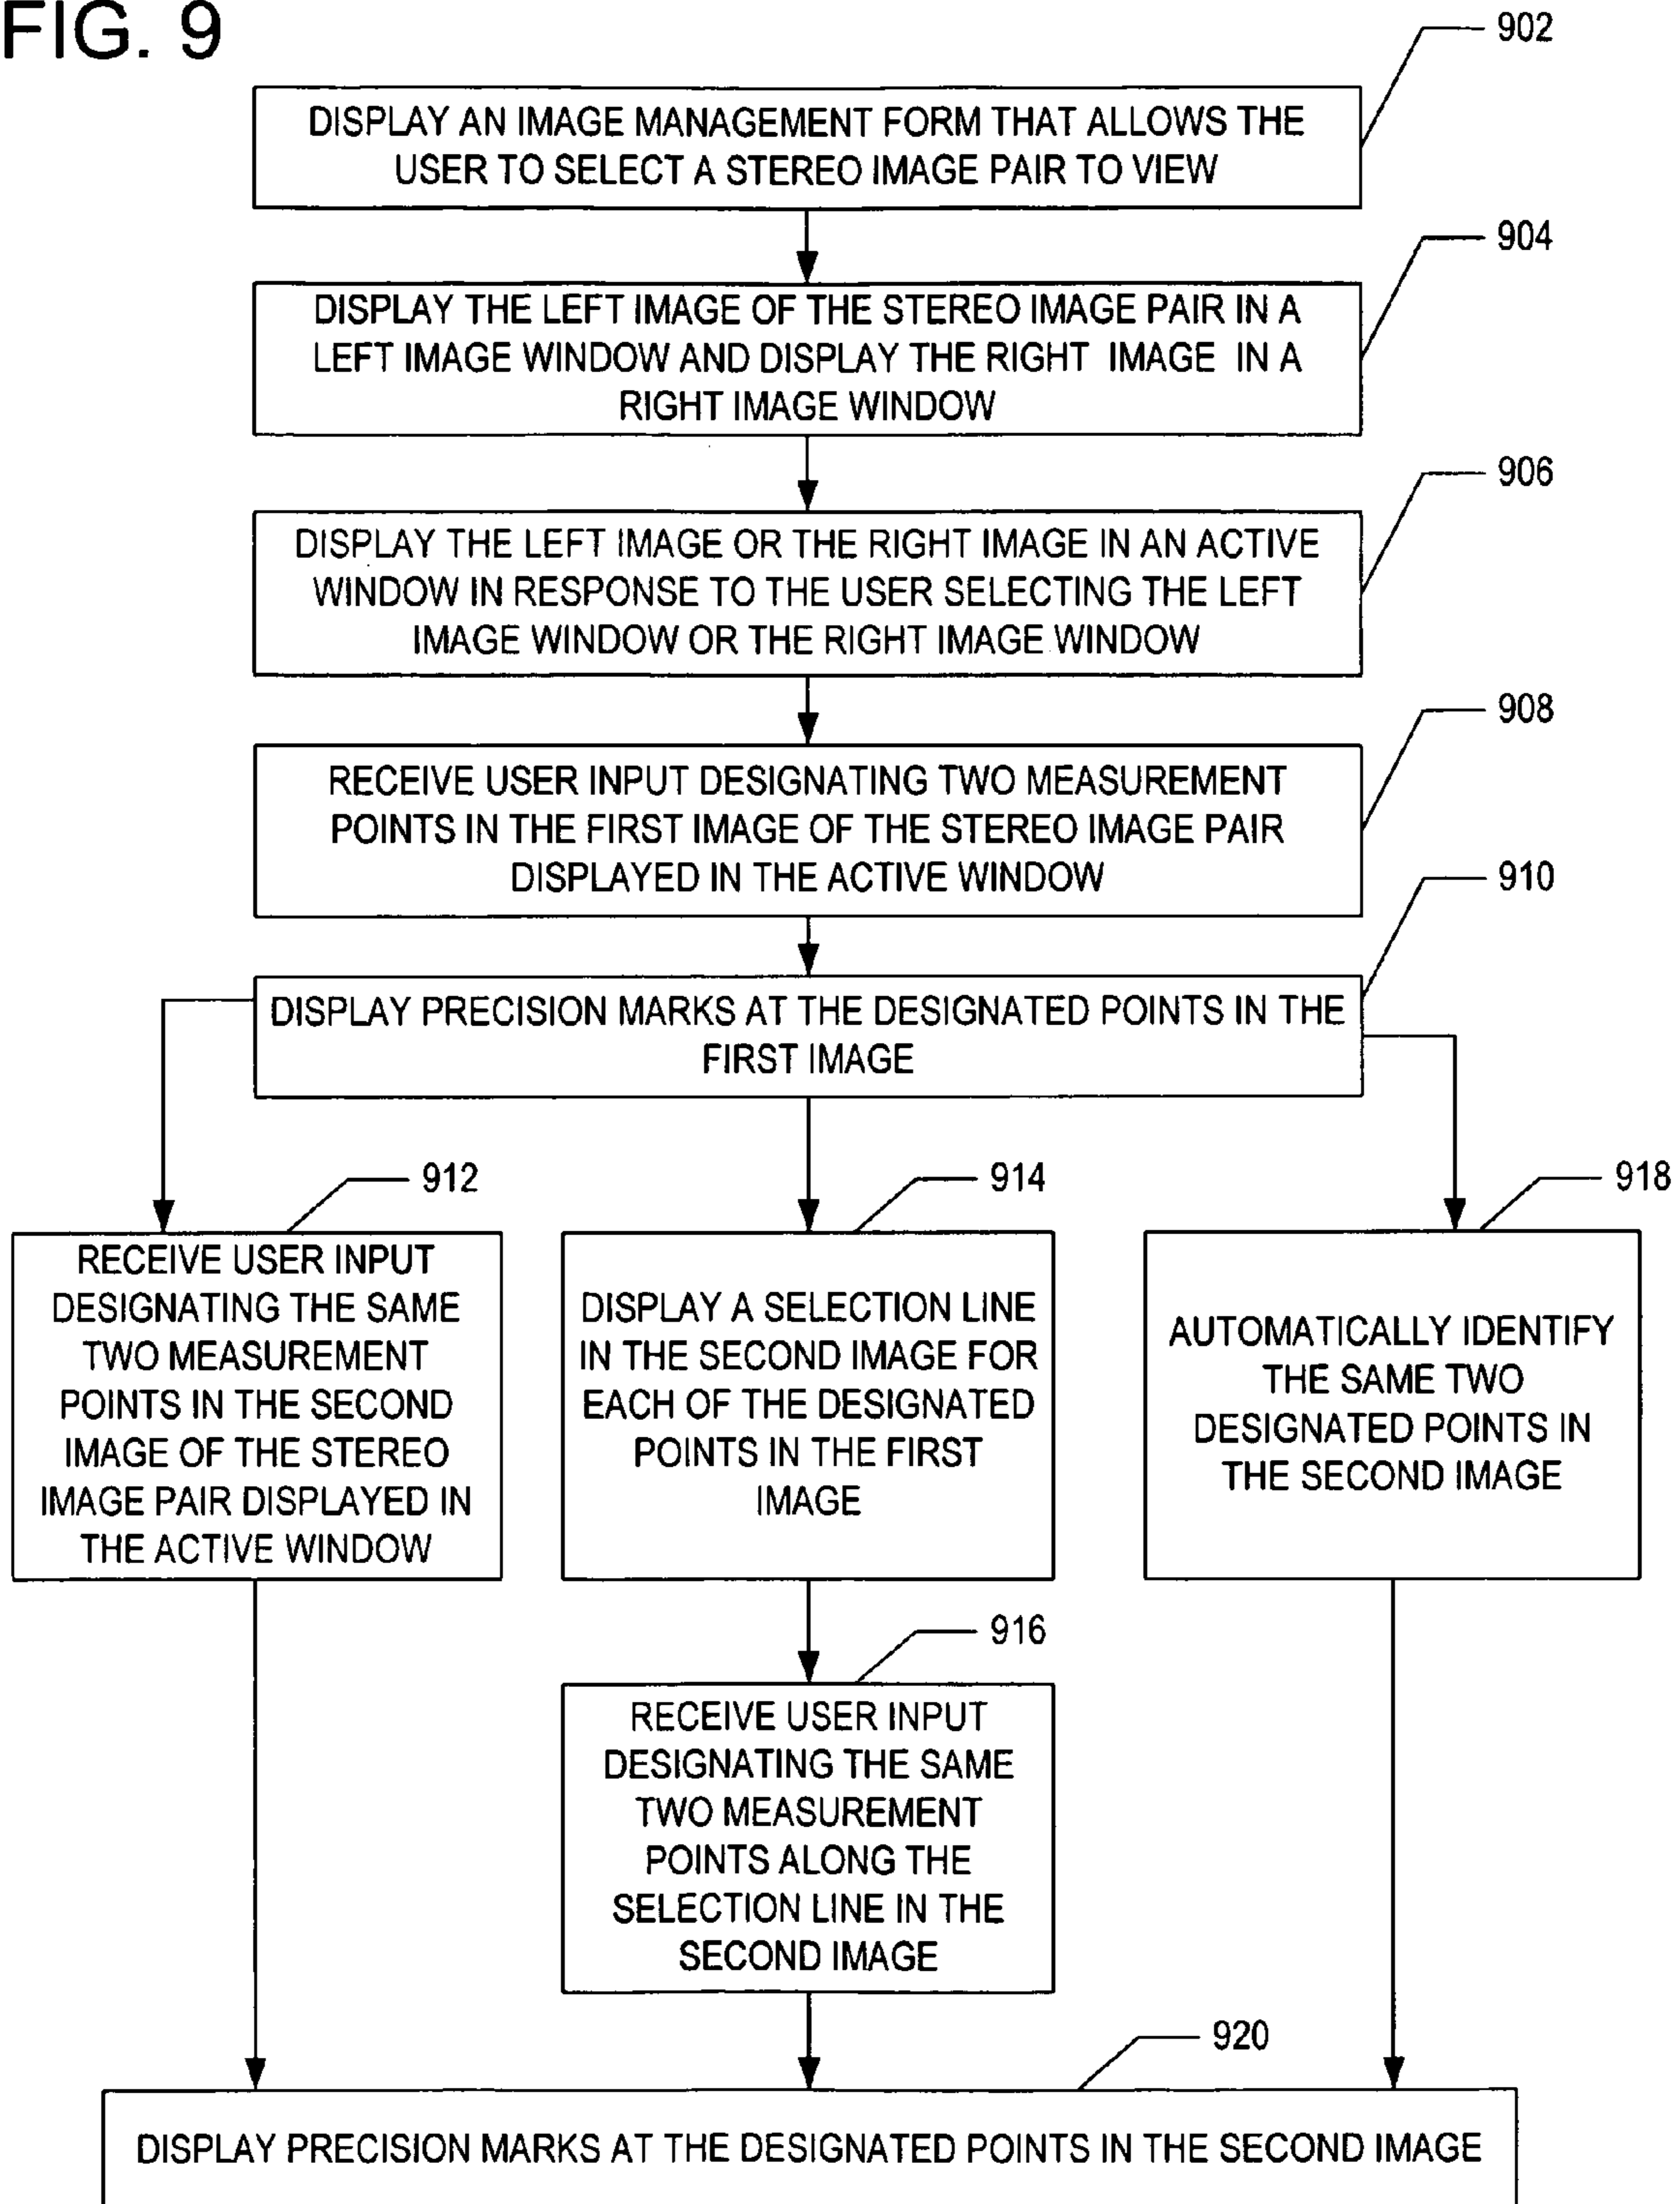 FIG. 9
902
DISPLAY AN IMAGE MANAGEMENT FORM THAT ALLOWS THE
USER TO SELECT A STEREO IMAGE PAIR TO VIEW
904
DISPLAY THE LEFT IMAGE OF THE STEREO IMAGE PAIR IN A
LEFT IMAGE WINDOW AND DISPLAY THE RIGHT IMAGE IN A
RIGHT IMAGE WINDOW
906
DISPLAY THE LEFT IMAGE OR THE RIGHT IMAGE IN AN ACTIVE
WINDOW IN RESPONSE TO THE USER SELECTING THE LEFT
IMAGE WINDOW OR THE RIGHT IMAGE WINDOW
908
RECEIVE USER INPUT DESIGNATING TWO MEASUREMENT
POINTS IN THE FIRST IMAGE OF THE STEREO IMAGE PAIR
DISPLAYED IN THE ACTIVE WINDOW
910
DISPLAY PRECISION MARKS AT THE DESIGNATED POINTS IN THE
FIRST IMAGE
912
RECEIVE USER INPUT
DESIGNATING THE SAME
TWO MEASUREMENT
POINTS IN THE SECOND
IMAGE OF THE STEREO
IMAGE PAIR DISPLAYED IN
THE ACTIVE WINDOW
914
DISPLAY A SELECTION LINE
IN THE SECOND IMAGE FOR
EACH OF THE DESIGNATED
POINTS IN THE FIRST
IMAGE
918
AUTOMATICALLY IDENTIFY
THE SAME TWO
DESIGNATED POINTS IN
THE SECOND IMAGE
916
RECEIVE USER INPUT
DESIGNATING THE SAME
TWO MEASUREMENT
POINTS ALONG THE
SELECTION LINE IN THE
SECOND IMAGE
920
DISPLAY PRECISION MARKS AT THE DESIGNATED POINTS IN THE SECOND IMAGE